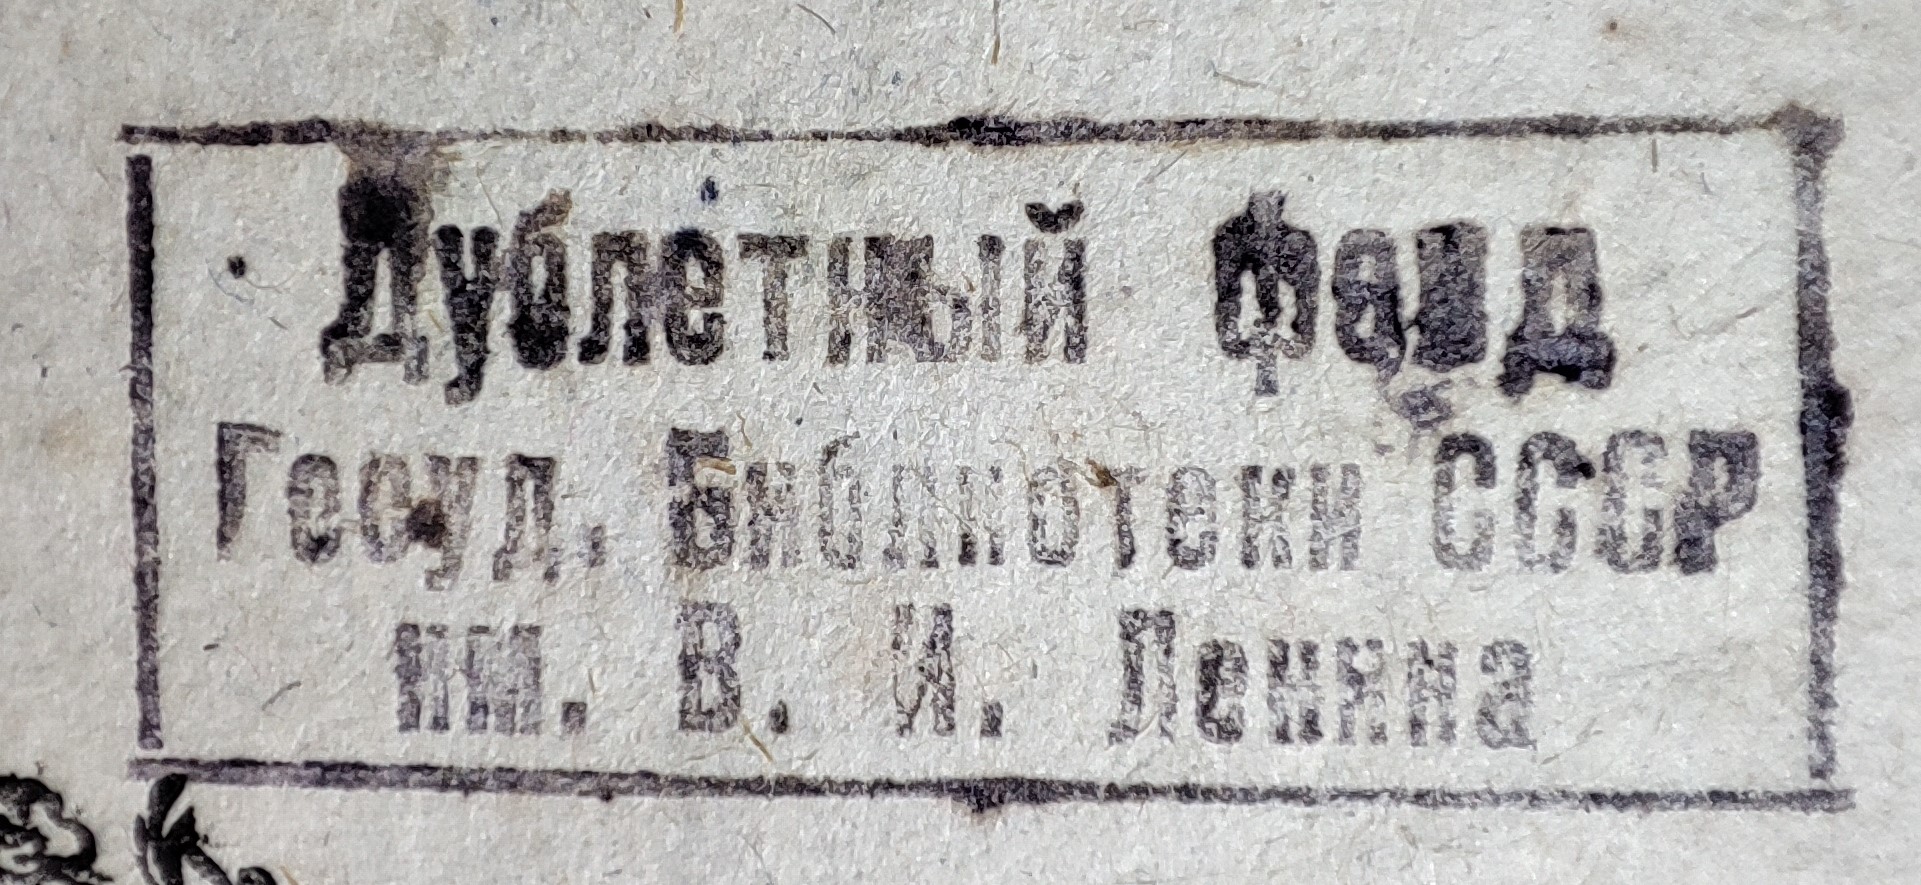 Дублетный фонд
Госуд. Библиотеки СССР
им. В. И. Ленина